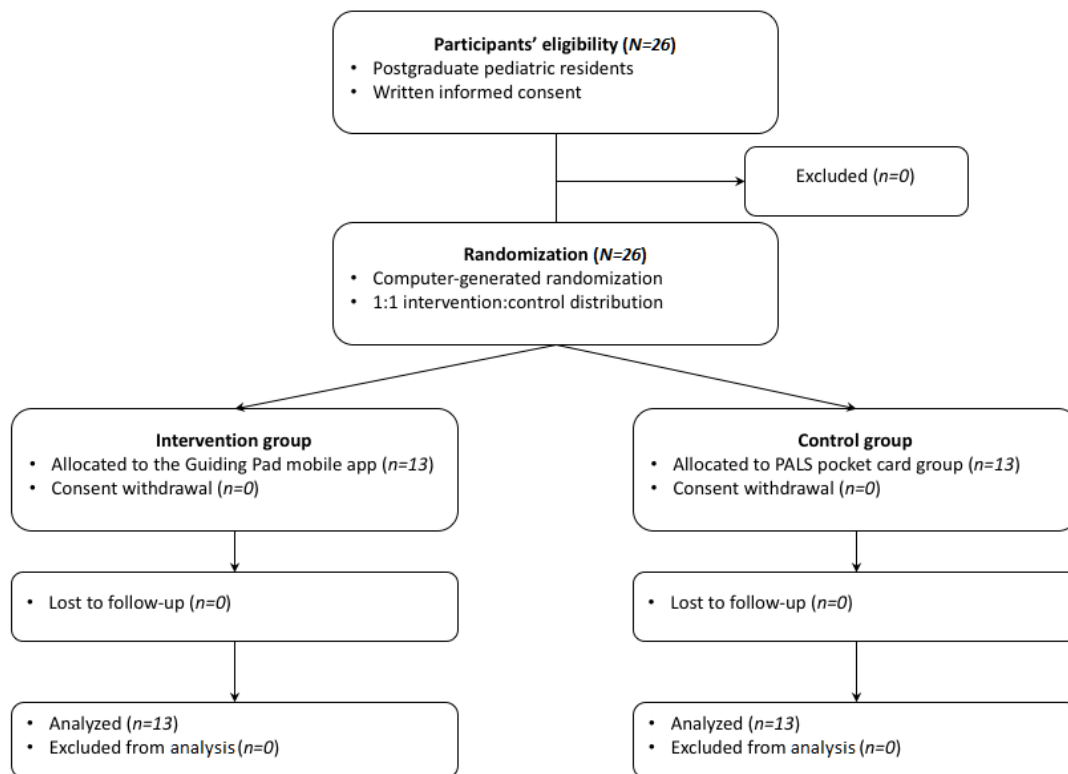 Participants’ eligibility (N=26)
• Postgraduate pediatric residents
• Written informed consent
Excluded (n=0)
Randomization (N=26)
• Computer-generated randomization
• 1:1 intervention:control distribution
Intervention group
• Allocated to the Guiding Pad mobile app (n=13)
• Consent withdrawal (n=0)
Control group
• Allocated to PALS pocket card group (n=13)
• Consent withdrawal (n=0)
• Lost to follow-up (n=0)
• Lost to follow-up (n=0)
• Analyzed (n=13)
• Excluded from analysis (n=0)
• Analyzed (n=13)
• Excluded from analysis (n=0)